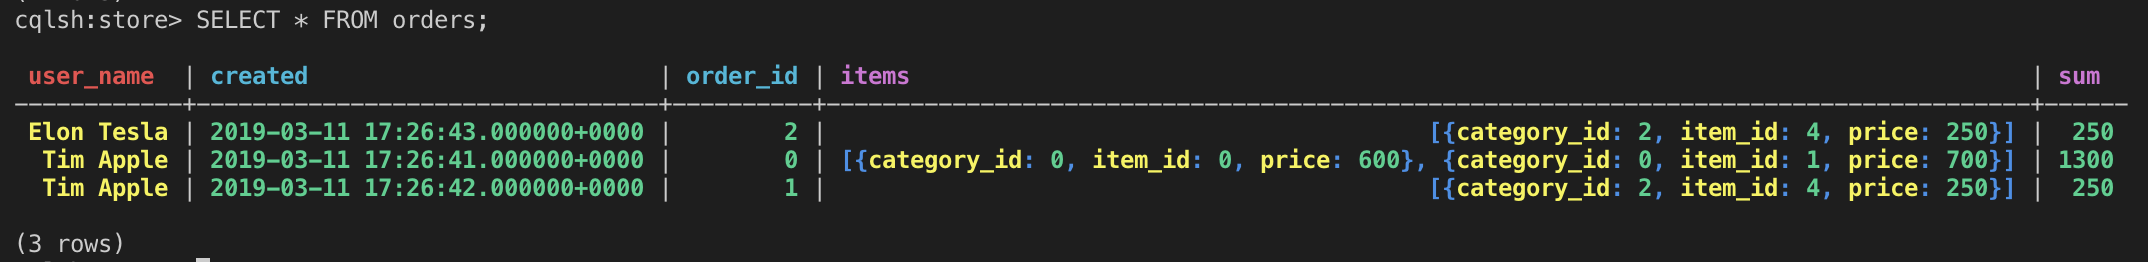 cqlsh:store> SELECT * FROM orders;
user_name | created | order_id | items | sum
Elon Tesla | 2019-03-11 17:26:43.000000+0000 | 2 | [{category_id: 2, item_id: 4, price: 250}] | 250
Tim Apple | 2019-03-11 17:26:41.000000+0000 | 0 | [{category_id: 0, item_id: 0, price: 600}, {category_id: 0, item_id: 1, price: 700}] | 1300
Tim Apple | 2019-03-11 17:26:42.000000+0000 | 1 | [{category_id: 2, item_id: 4, price: 250}] | 250
(3 rows)